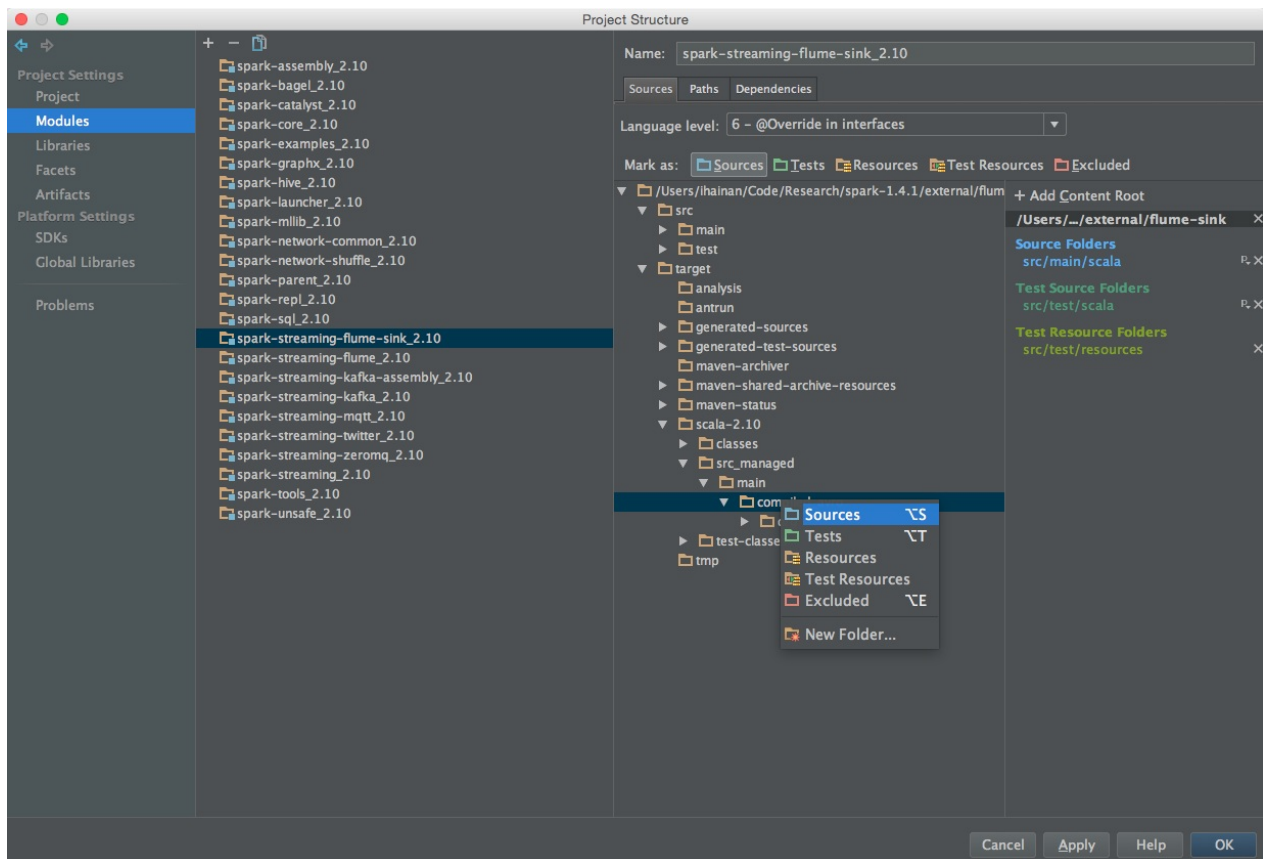 Project Structure
Project Settings
Project
Modules
Libraries
Facets
Artifacts
Platform Settings
SDKs
Global Libraries
Problems
spark-assembly_2.10
spark-bagel_2.10
spark-catalyst_2.10
spark-core_2.10
spark-examples_2.10
spark-graphx_2.10
spark-hive_2.10
spark-launcher_2.10
spark-mllib_2.10
spark-network-common_2.10
spark-network-shuffle_2.10
spark-parent_2.10
spark-repl_2.10
spark-sql_2.10
spark-streaming-flume-sink_2.10
spark-streaming-flume_2.10
spark-streaming-kafka-assembly_2.10
spark-streaming-kafka_2.10
spark-streaming-mqtt_2.10
spark-streaming-twitter_2.10
spark-streaming-zeromq_2.10
spark-streaming_2.10
spark-tools_2.10
spark-unsafe_2.10
Name: spark-streaming-flume-sink_2.10
Sources Paths Dependencies
Language level: 6 – @Override in interfaces
Mark as: Sources Tests Resources Test Resources Excluded
/Users/ihainan/Code/Research/spark-1.4.1/external/flum
src
main
test
target
analysis
antrun
generated-sources
generated-test-sources
maven-archiver
maven-shared-archive-resources
maven-status
scala-2.10
classes
src_managed
main
test-classe
tmp
Sources ⌥S
Tests ⌥T
Resources
Test Resources
Excluded ⌥E
New Folder...
+ Add Content Root
/Users/.../external/flume-sink
Source Folders
src/main/scala
Test Source Folders
src/test/scala
Test Resource Folders
src/test/resources
Cancel Apply Help OK